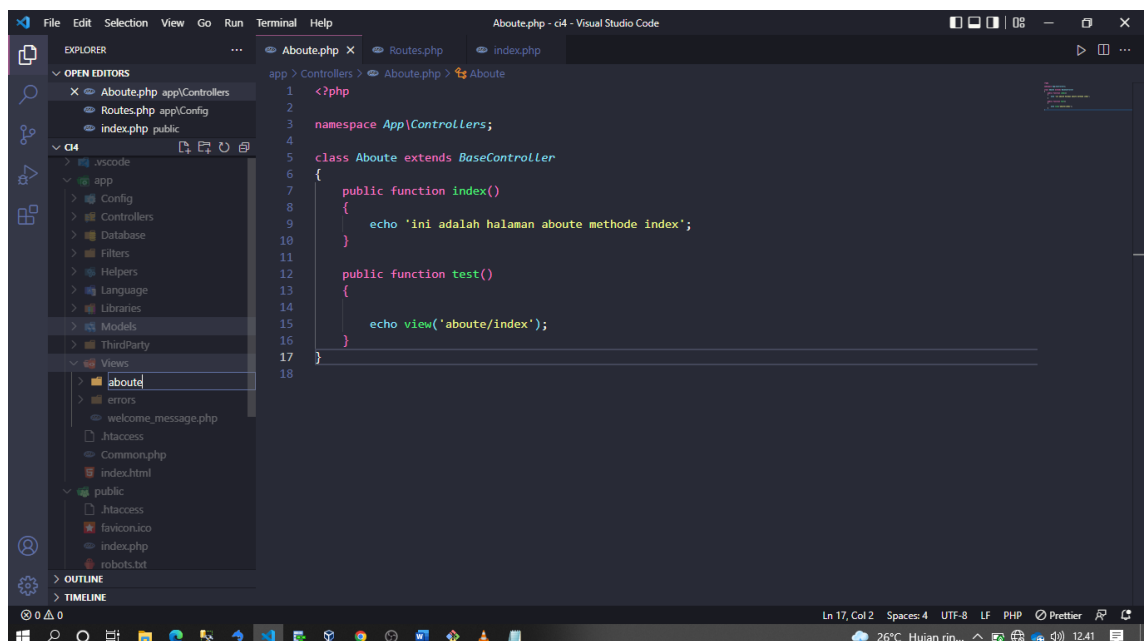 File Edit Selection View Go Run Terminal Help Aboute.php - ci4 - Visual Studio Code
EXPLORER
OPEN EDITORS
Aboute.php app\Controllers
Routes.php app\Config
index.php public
CI4
.vscode
app
Config
Controllers
Database
Filters
Helpers
Language
Libraries
Models
ThirdParty
Views
aboute
errors
welcome_message.php
.htaccess
Common.php
index.html
public
.htaccess
favicon.ico
index.php
robots.txt
OUTLINE
TIMELINE
Aboute.php Routes.php index.php
app > Controllers > Aboute.php > Aboute
1 <?php
2
3 namespace App\Controllers;
4
5 class Aboute extends BaseController
6 {
7 public function index()
8 {
9 echo 'ini adalah halaman aboute methode index';
10 }
11
12 public function test()
13 {
14
15 echo view('aboute/index');
16 }
17 }
18
0 0 Ln 17, Col 2 Spaces: 4 UTF-8 LF PHP Prettier
26°C Hujan rin... 12.41